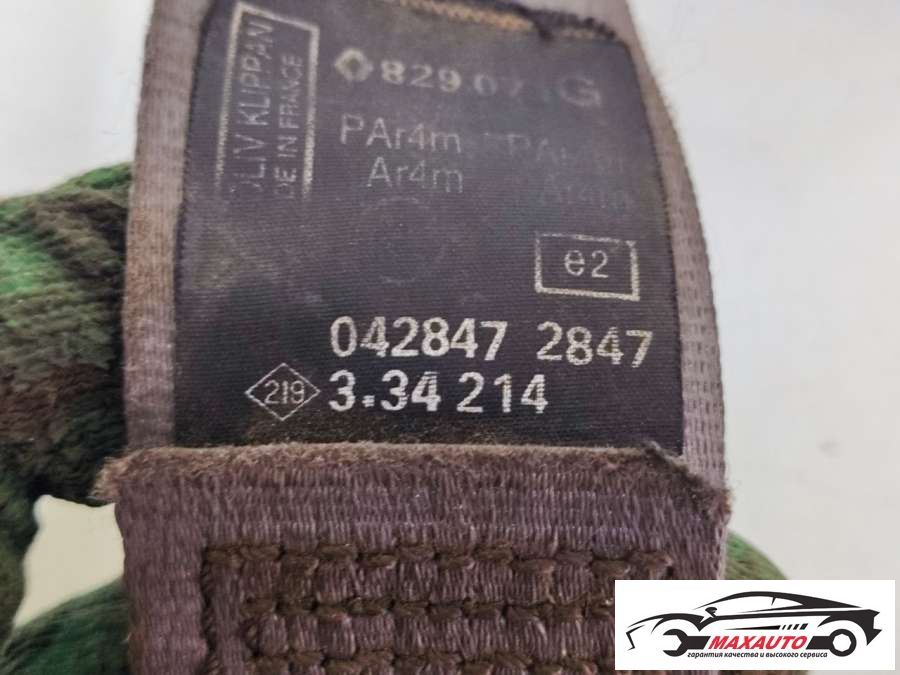 OLIV KLIPPAN
DE IN FRANCE
829.07 G
PAr4m
Ar4m Ar4m
e2
042847 2847
219 3.34 214
MAXAUTO
гарантия качества и высокого сервиса